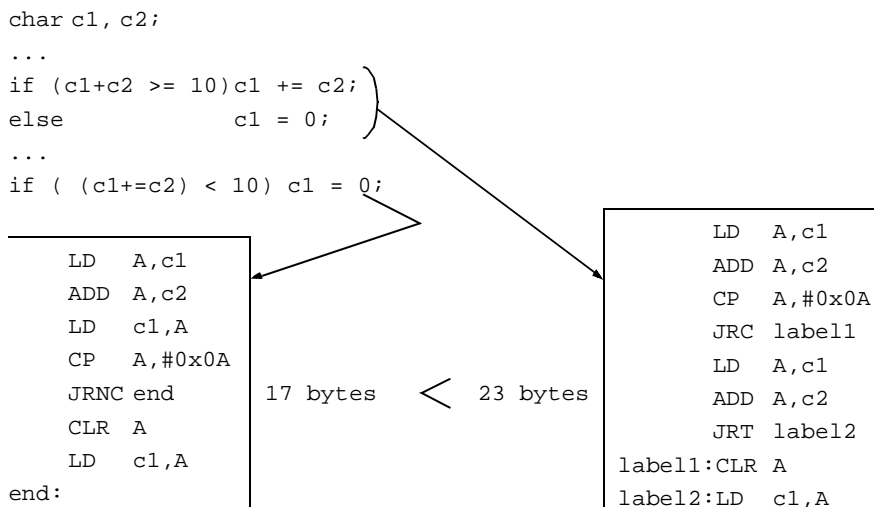 char c1, c2;
...
if (c1+c2 >= 10)c1 += c2;
else c1 = 0;
...
if ( (c1+=c2) < 10) c1 = 0;
LD A,c1
ADD A,c2
LD c1,A
CP A,#0x0A
JRNC end
CLR A
LD c1,A
end:
17 bytes < 23 bytes
LD A,c1
ADD A,c2
CP A,#0x0A
JRC label1
LD A,c1
ADD A,c2
JRT label2
label1:CLR A
label2:LD c1,A